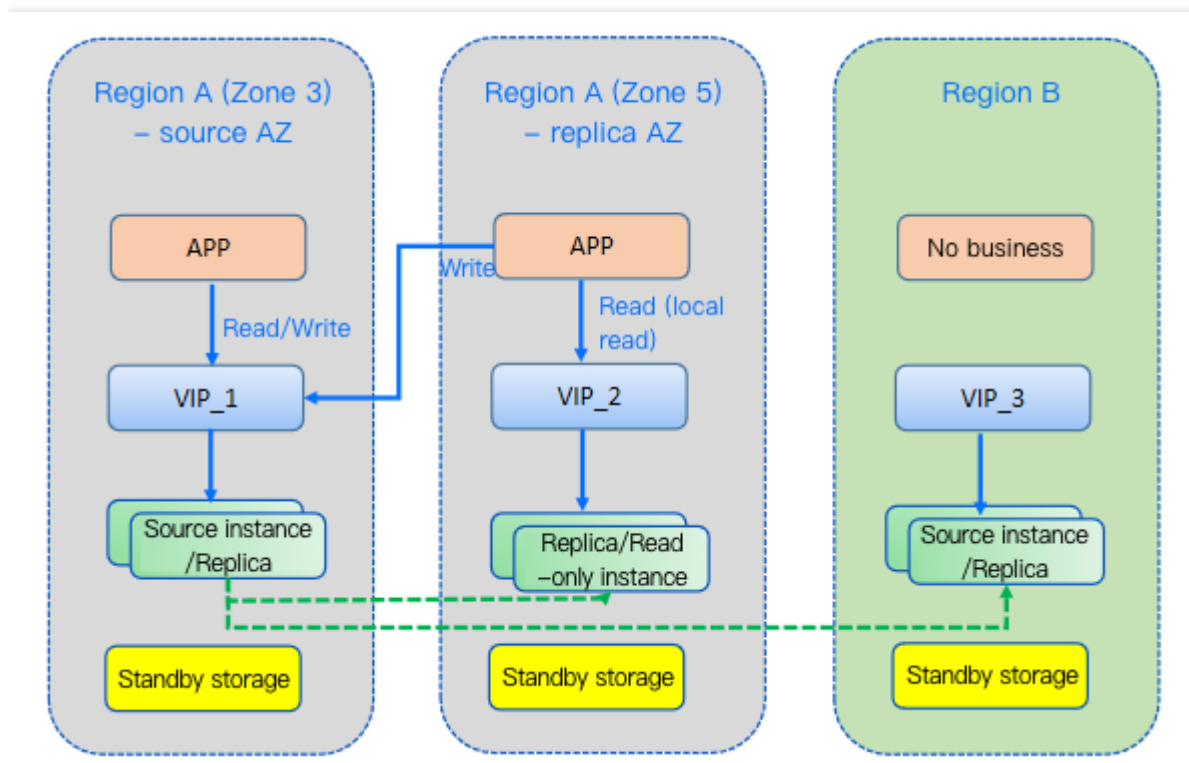 Region A (Zone 3)
– source AZ
Region A (Zone 5)
– replica AZ
Region B
APP
APP
No business
Write
Read/Write
Read (local
read)
VIP_1
VIP_2
VIP_3
Source instance
/Replica
Replica/Read
–only instance
Source instance
/Replica
Standby storage
Standby storage
Standby storage